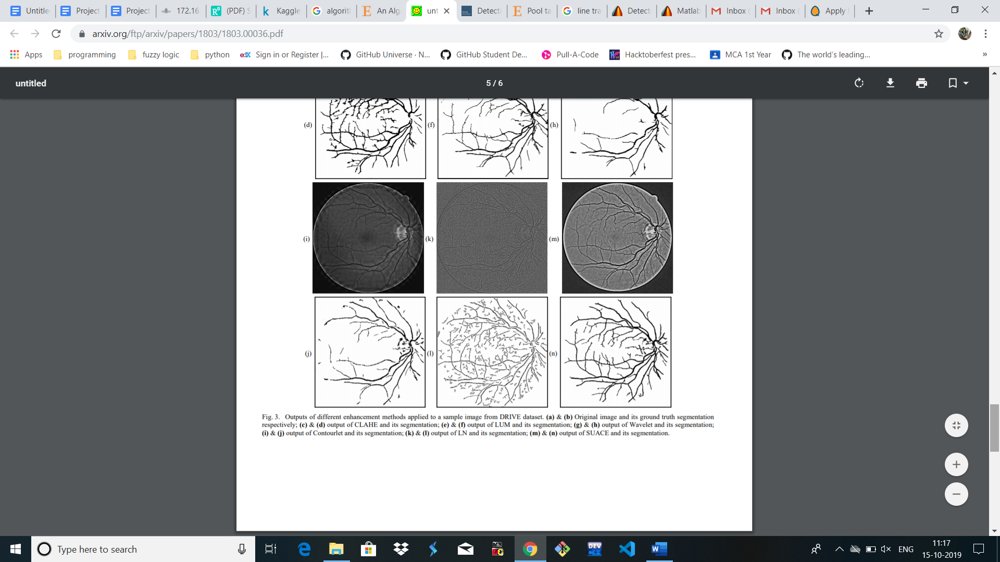 Untitle
Project
Project
172.16.
(PDF) S
Kaggle
algorit
An Alg
unt
Detecti
Pool ta
line tra
Detect
Matlab
Inbox (
Inbox (
Apply
arxiv.org/ftp/arxiv/papers/1803/1803.00036.pdf
Apps
programming
fuzzy logic
python
edX
Sign in or Register |...
GitHub Universe · N...
GitHub Student De...
Pull-A-Code
Hacktoberfest pres...
MCA 1st Year
The world's leading...
»
untitled
5 / 6
(d)
(f)
(h)
(i)
(k)
(m)
(j)
(l)
(n)
Fig. 3. Outputs of different enhancement methods applied to a sample image from DRIVE dataset. (a) & (b) Original image and its ground truth segmentation
respectively; (c) & (d) output of CLAHE and its segmentation; (e) & (f) output of LUM and its segmentation; (g) & (h) output of Wavelet and its segmentation;
(i) & (j) output of Contourlet and its segmentation; (k) & (l) output of LN and its segmentation; (m) & (n) output of SUACE and its segmentation.
Type here to search
DEV
C++
ENG
11:17
15-10-2019